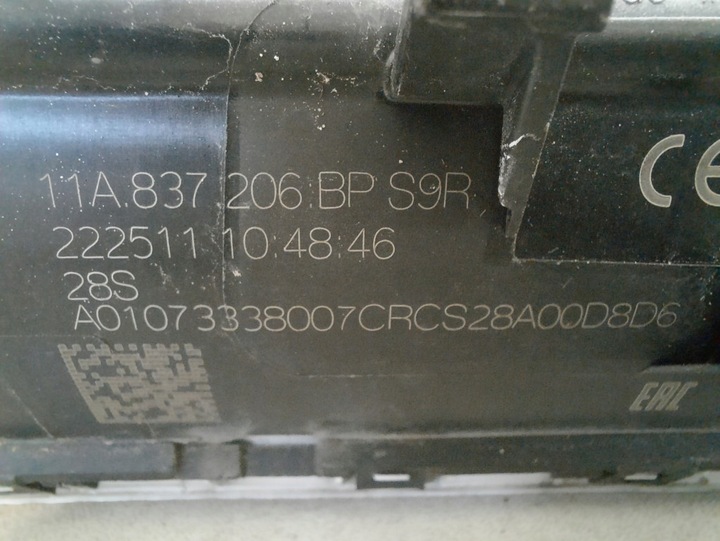 11A.837.206.BP S9R
222511 10:48:46
28S
A01073338007CRCS28A00D8D6
CE
EAC